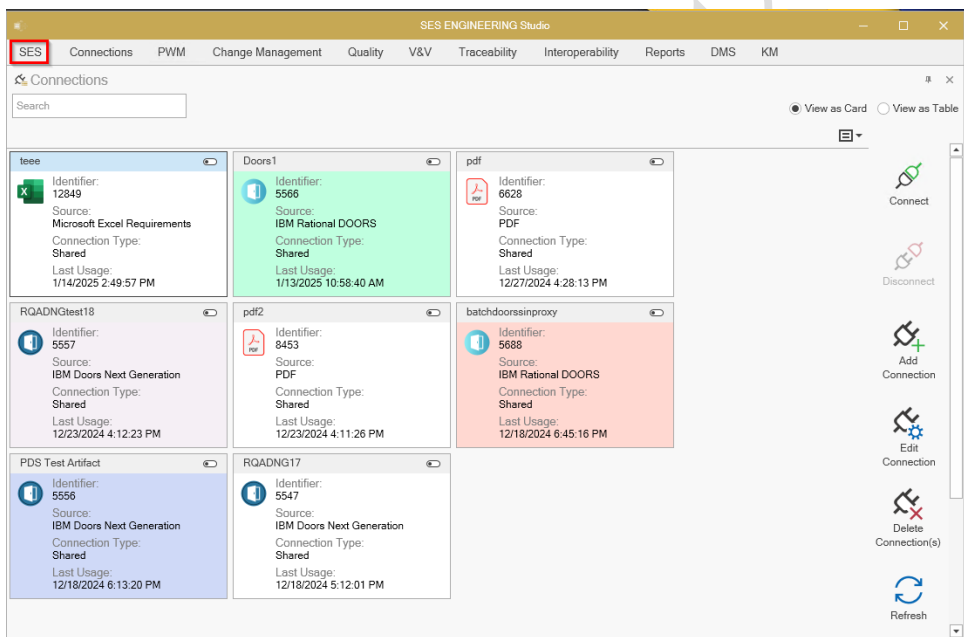 SES ENGINEERING Studio
SES Connections PWM Change Management Quality V&V Traceability Interoperability Reports DMS KM
Connections
Search
View as Card View as Table
teee
Identifier:
12849
Source:
Microsoft Excel Requirements
Connection Type:
Shared
Last Usage:
1/14/2025 2:49:57 PM
Doors1
Identifier:
5566
Source:
IBM Rational DOORS
Connection Type:
Shared
Last Usage:
1/13/2025 10:58:40 AM
pdf
PDF
Identifier:
6628
Source:
PDF
Connection Type:
Shared
Last Usage:
12/27/2024 4:28:13 PM
RQADNGtest18
Identifier:
5557
Source:
IBM Doors Next Generation
Connection Type:
Shared
Last Usage:
12/23/2024 4:12:23 PM
pdf2
PDF
Identifier:
8453
Source:
PDF
Connection Type:
Shared
Last Usage:
12/23/2024 4:11:26 PM
batchdoorssinproxy
Identifier:
5688
Source:
IBM Rational DOORS
Connection Type:
Shared
Last Usage:
12/18/2024 6:45:16 PM
PDS Test Artifact
Identifier:
5556
Source:
IBM Doors Next Generation
Connection Type:
Shared
Last Usage:
12/18/2024 6:13:20 PM
RQADNG17
Identifier:
5547
Source:
IBM Doors Next Generation
Connection Type:
Shared
Last Usage:
12/18/2024 5:12:01 PM
Connect
Disconnect
Add
Connection
Edit
Connection
Delete
Connection(s)
Refresh